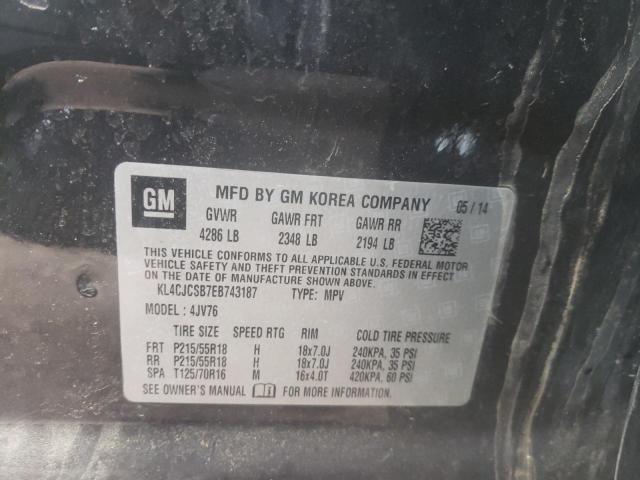 GM MFD BY GM KOREA COMPANY 05/14
GVWR GAWR FRT GAWR RR
4286 LB 2348 LB 2194 LB
THIS VEHICLE CONFORMS TO ALL APPLICABLE U.S. FEDERAL MOTOR
VEHICLE SAFETY, BUMPER, AND THEFT PREVENTION STANDARDS IN EFFECT
ON THE DATE OF MANUFACTURE SHOWN ABOVE.
KL4CJCSB7EB743187 TYPE: MPV
MODEL : 4JV76
TIRE SIZE SPEED RTG RIM COLD TIRE PRESSURE
FRT P215/55R18 H 18x7.0J 240KPA, 35 PSI
RR P215/55R18 H 18x7.0J 240KPA, 35 PSI
SPA T125/70R16 M 16x4.0T 420KPA, 60 PSI
SEE OWNER'S MANUAL FOR MORE INFORMATION.